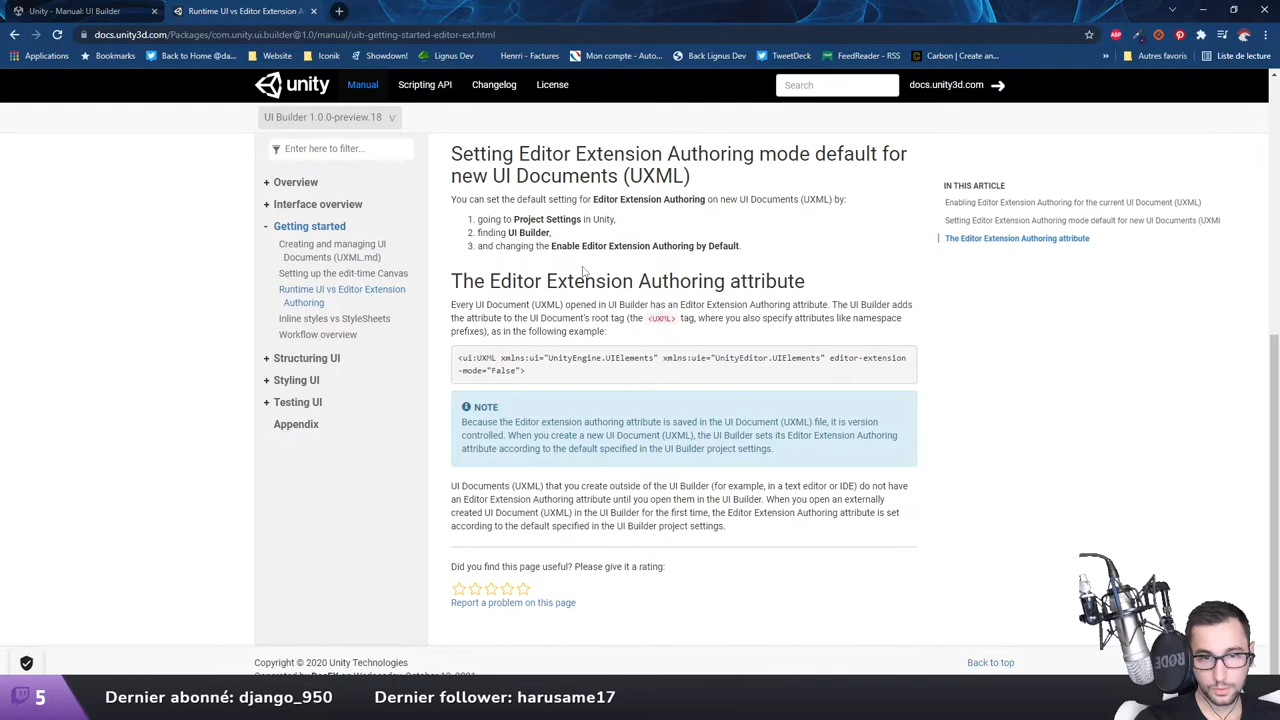 Unity - Manual: UI Builder
Runtime UI vs Editor Extension A
docs.unity3d.com/Packages/com.unity.ui.builder@1.0/manual/uib-getting-started-editor-ext.html
ABP
Applications
Bookmarks
Back to Home @da...
Website
Iconik
Showdown!
Lignus Dev
Henrri - Factures
Mon compte - Auto...
Back Lignus Dev
TweetDeck
FeedReader - RSS
Carbon | Create an...
Autres favoris
Liste de lecture
unity
Manual
Scripting API
Changelog
License
Search
docs.unity3d.com
UI Builder 1.0.0-preview.18
Enter here to filter...
+ Overview
+ Interface overview
- Getting started
Creating and managing UI
Documents (UXML.md)
Setting up the edit-time Canvas
Runtime UI vs Editor Extension
Authoring
Inline styles vs StyleSheets
Workflow overview
+ Structuring UI
+ Styling UI
+ Testing UI
Appendix
Setting Editor Extension Authoring mode default for
new UI Documents (UXML)
You can set the default setting for Editor Extension Authoring on new UI Documents (UXML) by:
1. going to Project Settings in Unity,
2. finding UI Builder,
3. and changing the Enable Editor Extension Authoring by Default.
The Editor Extension Authoring attribute
Every UI Document (UXML) opened in UI Builder has an Editor Extension Authoring attribute. The UI Builder adds
the attribute to the UI Document's root tag (the <UXML> tag, where you also specify attributes like namespace
prefixes), as in the following example:
<ui:UXML xmlns:ui="UnityEngine.UIElements" xmlns:uie="UnityEditor.UIElements" editor-extension
-mode="False">
NOTE
Because the Editor extension authoring attribute is saved in the UI Document (UXML) file, it is version
controlled. When you create a new UI Document (UXML), the UI Builder sets its Editor Extension Authoring
attribute according to the default specified in the UI Builder project settings.
UI Documents (UXML) that you create outside of the UI Builder (for example, in a text editor or IDE) do not have
an Editor Extension Authoring attribute until you open them in the UI Builder. When you open an externally
created UI Document (UXML) in the UI Builder for the first time, the Editor Extension Authoring attribute is set
according to the default specified in the UI Builder project settings.
Did you find this page useful? Please give it a rating:
Report a problem on this page
IN THIS ARTICLE
Enabling Editor Extension Authoring for the current UI Document (UXML)
Setting Editor Extension Authoring mode default for new UI Documents (UXMI
The Editor Extension Authoring attribute
Copyright © 2020 Unity Technologies
Back to top
RØDE
5
Dernier abonné: django_950
Dernier follower: harusame17